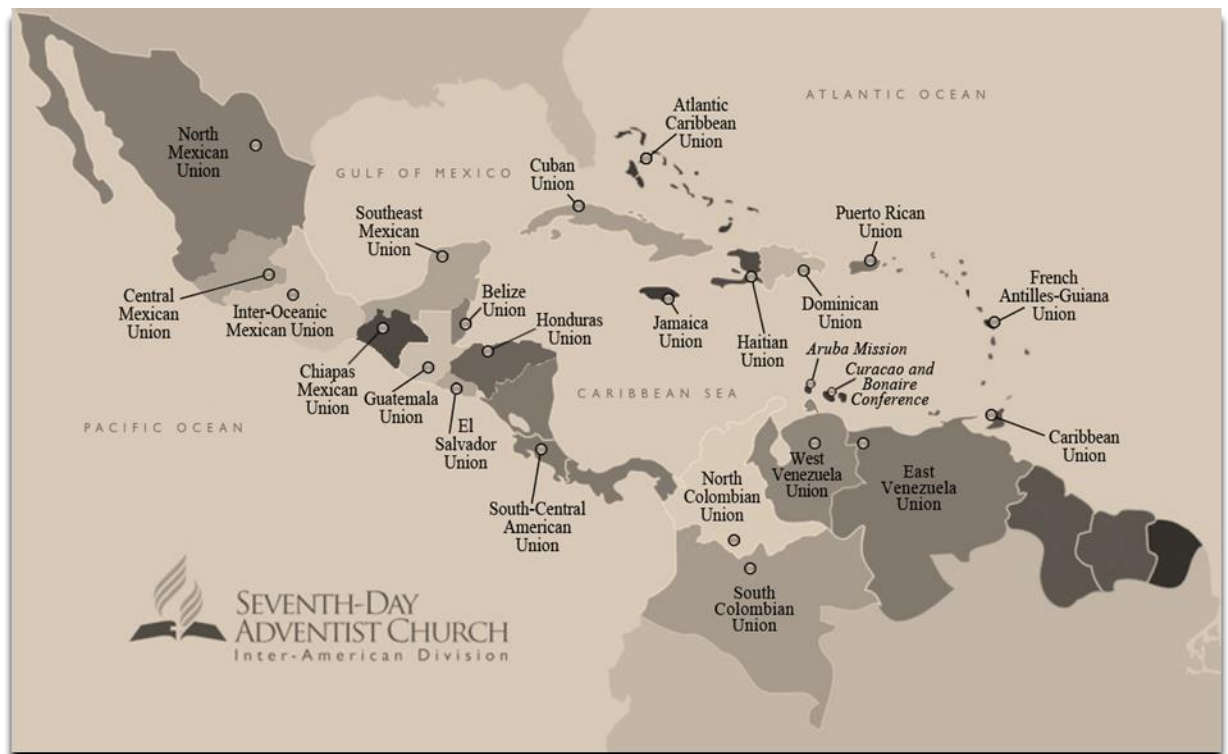 ATLANTIC OCEAN
Atlantic
Caribbean
Union
North
Mexican
Union
GULF OF MEXICO
Cuban
Union
Southeast
Mexican
Union
Puerto Rican
Union
French
Antilles-Guiana
Union
Central
Mexican
Union
Inter-Oceanic
Mexican Union
Belize
Union
Honduras
Union
Jamaica
Union
Haitian
Union
Dominican
Union
Aruba Mission
Curacao and
Bonaire
Conference
Chiapas
Mexican
Union
Guatemala
Union
El
Salvador
Union
CARIBBEAN SEA
PACIFIC OCEAN
Caribbean
Union
South-Central
American
Union
North
Colombian
Union
West
Venezuela
Union
East
Venezuela
Union
South
Colombian
Union
SEVENTH-DAY
ADVENTIST CHURCH
Inter-American Division